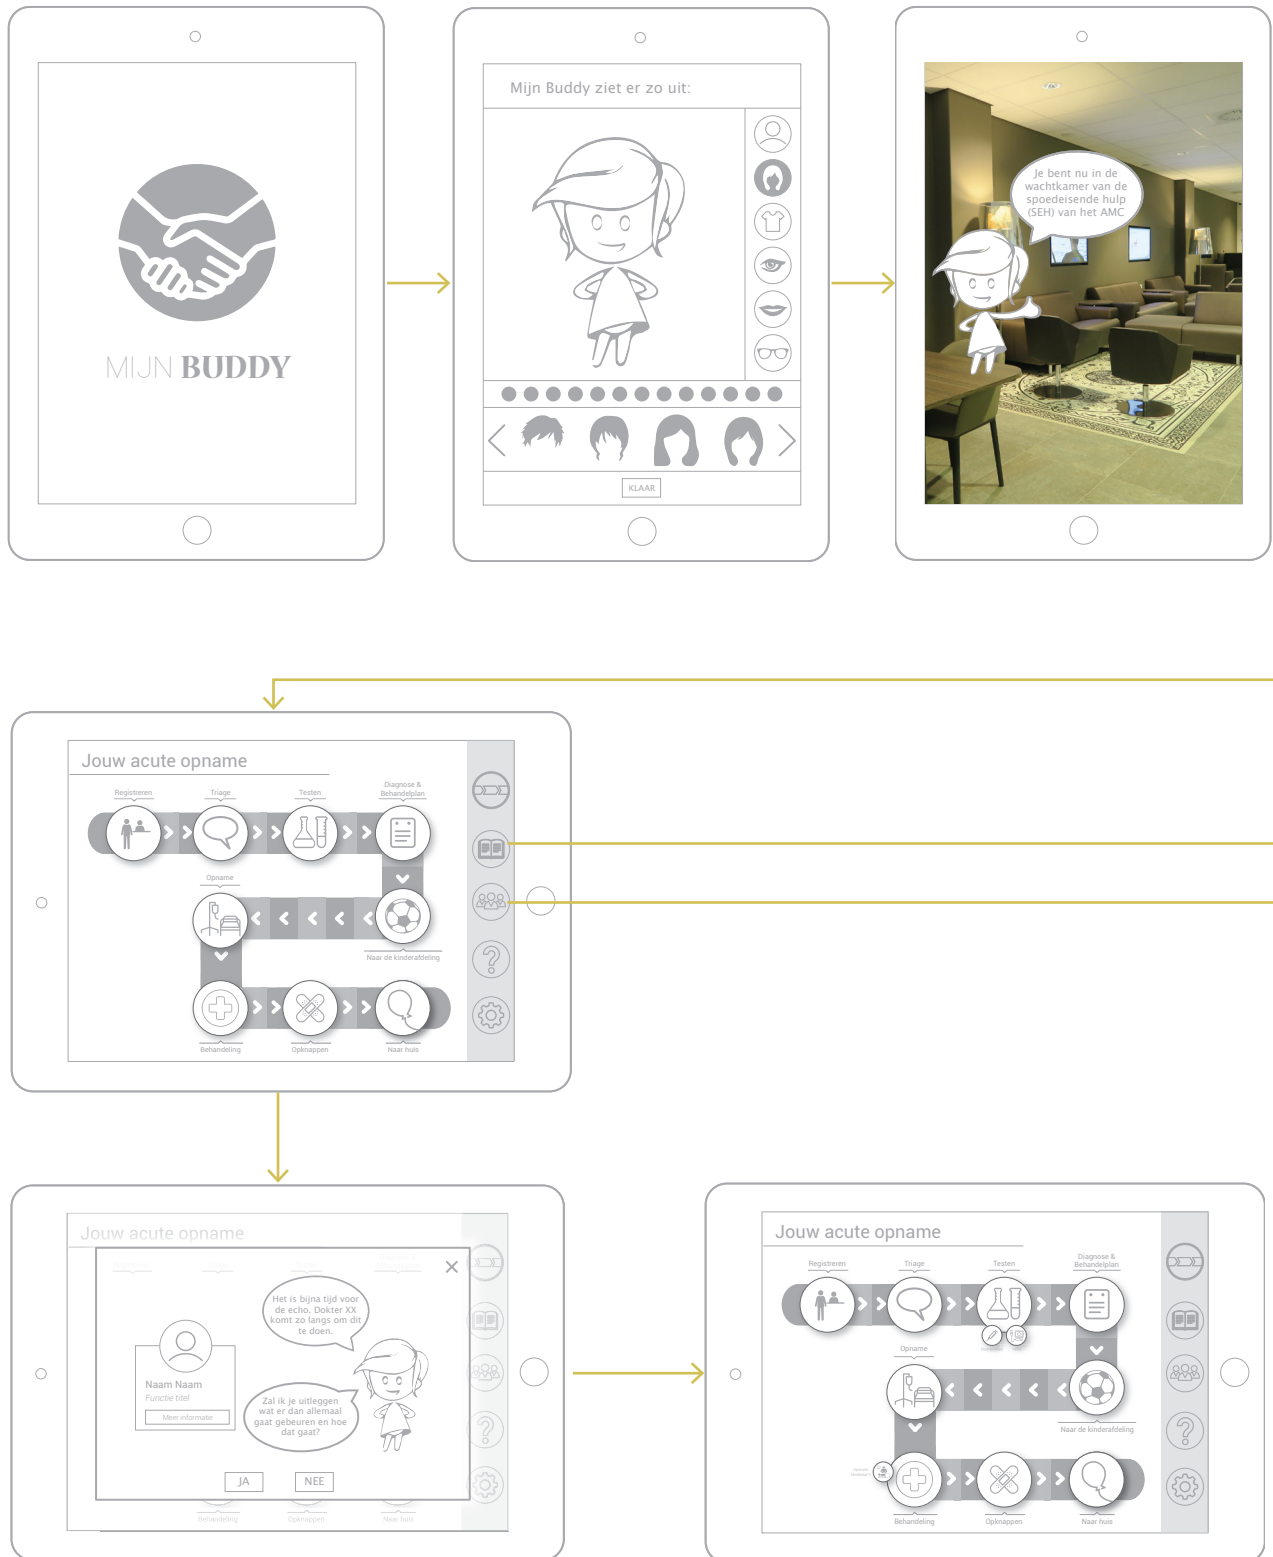 MIJN BUDDY
Mijn Buddy ziet er zo uit:
KLAAR
Je bent nu in de
wachtkamer van de
spoedeisende hulp
(SEH) van het AMC
Jouw acute opname
Registreren
Triage
Testen
Diagnose &
Behandelplan
Opname
Naar de kinderafdeling
Behandeling
Opknappen
Naar huis
Jouw acute opname
Het is bijna tijd voor
de echo. Dokter XX
komt zo langs om dit
te doen.
Naam Naam
Functie titel
Meer informatie
Zal ik je uitleggen
wat er dan allemaal
gaat gebeuren en hoe
dat gaat?
JA
NEE
Behandeling
Opknappen
Naar huis
Jouw acute opname
Registreren
Triage
Testen
Diagnose &
Behandelplan
Opname
Naar de kinderafdeling
Behandeling
Opknappen
Naar huis